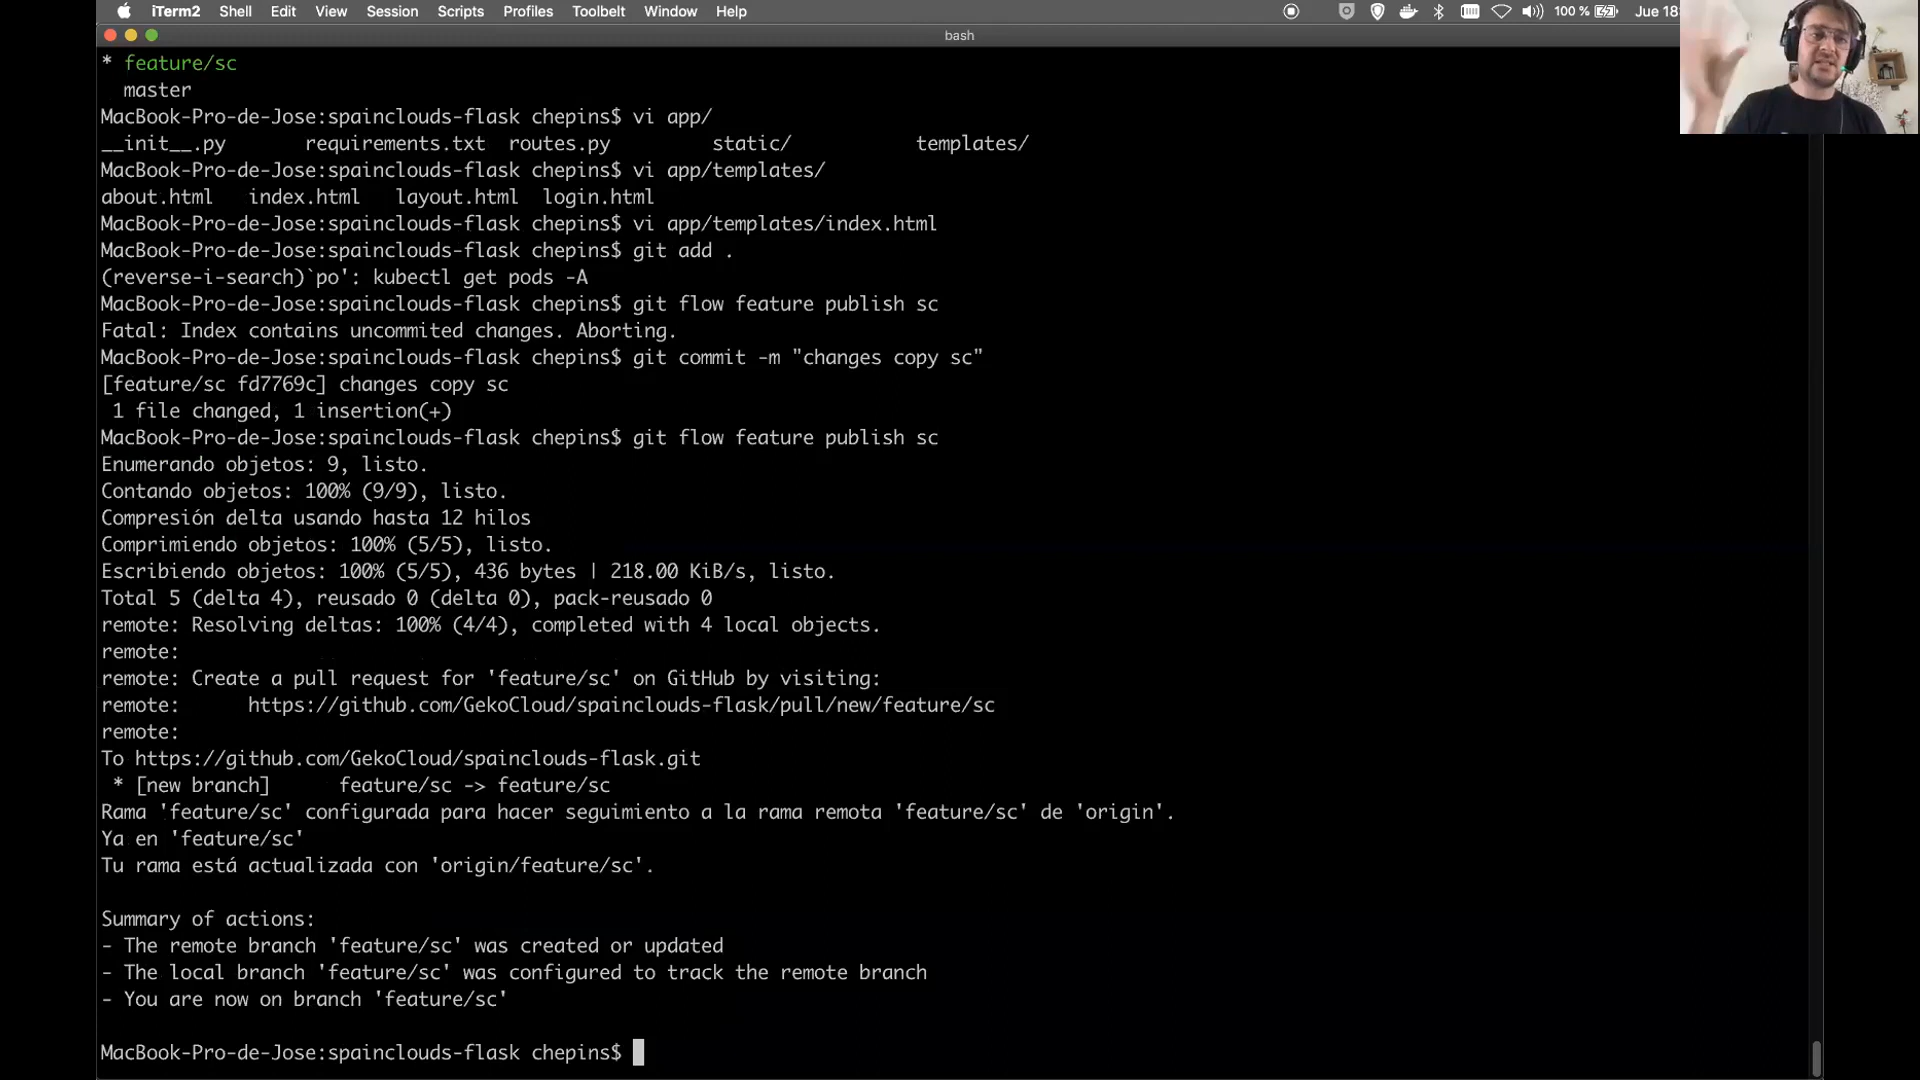 iTerm2 Shell Edit View Session Scripts Profiles Toolbelt Window Help 100 % Jue 18
bash
* feature/sc
master
MacBook-Pro-de-Jose:spainclouds-flask chepins$ vi app/
__init__.py requirements.txt routes.py static/ templates/
MacBook-Pro-de-Jose:spainclouds-flask chepins$ vi app/templates/
about.html index.html layout.html login.html
MacBook-Pro-de-Jose:spainclouds-flask chepins$ vi app/templates/index.html
MacBook-Pro-de-Jose:spainclouds-flask chepins$ git add .
(reverse-i-search)`po': kubectl get pods -A
MacBook-Pro-de-Jose:spainclouds-flask chepins$ git flow feature publish sc
Fatal: Index contains uncommited changes. Aborting.
MacBook-Pro-de-Jose:spainclouds-flask chepins$ git commit -m "changes copy sc"
[feature/sc fd7769c] changes copy sc
1 file changed, 1 insertion(+)
MacBook-Pro-de-Jose:spainclouds-flask chepins$ git flow feature publish sc
Enumerando objetos: 9, listo.
Contando objetos: 100% (9/9), listo.
Compresión delta usando hasta 12 hilos
Comprimiendo objetos: 100% (5/5), listo.
Escribiendo objetos: 100% (5/5), 436 bytes | 218.00 KiB/s, listo.
Total 5 (delta 4), reusado 0 (delta 0), pack-reusado 0
remote: Resolving deltas: 100% (4/4), completed with 4 local objects.
remote:
remote: Create a pull request for 'feature/sc' on GitHub by visiting:
remote: https://github.com/GekoCloud/spainclouds-flask/pull/new/feature/sc
remote:
To https://github.com/GekoCloud/spainclouds-flask.git
* [new branch] feature/sc -> feature/sc
Rama 'feature/sc' configurada para hacer seguimiento a la rama remota 'feature/sc' de 'origin'.
Ya en 'feature/sc'
Tu rama está actualizada con 'origin/feature/sc'.
Summary of actions:
- The remote branch 'feature/sc' was created or updated
- The local branch 'feature/sc' was configured to track the remote branch
- You are now on branch 'feature/sc'
MacBook-Pro-de-Jose:spainclouds-flask chepins$